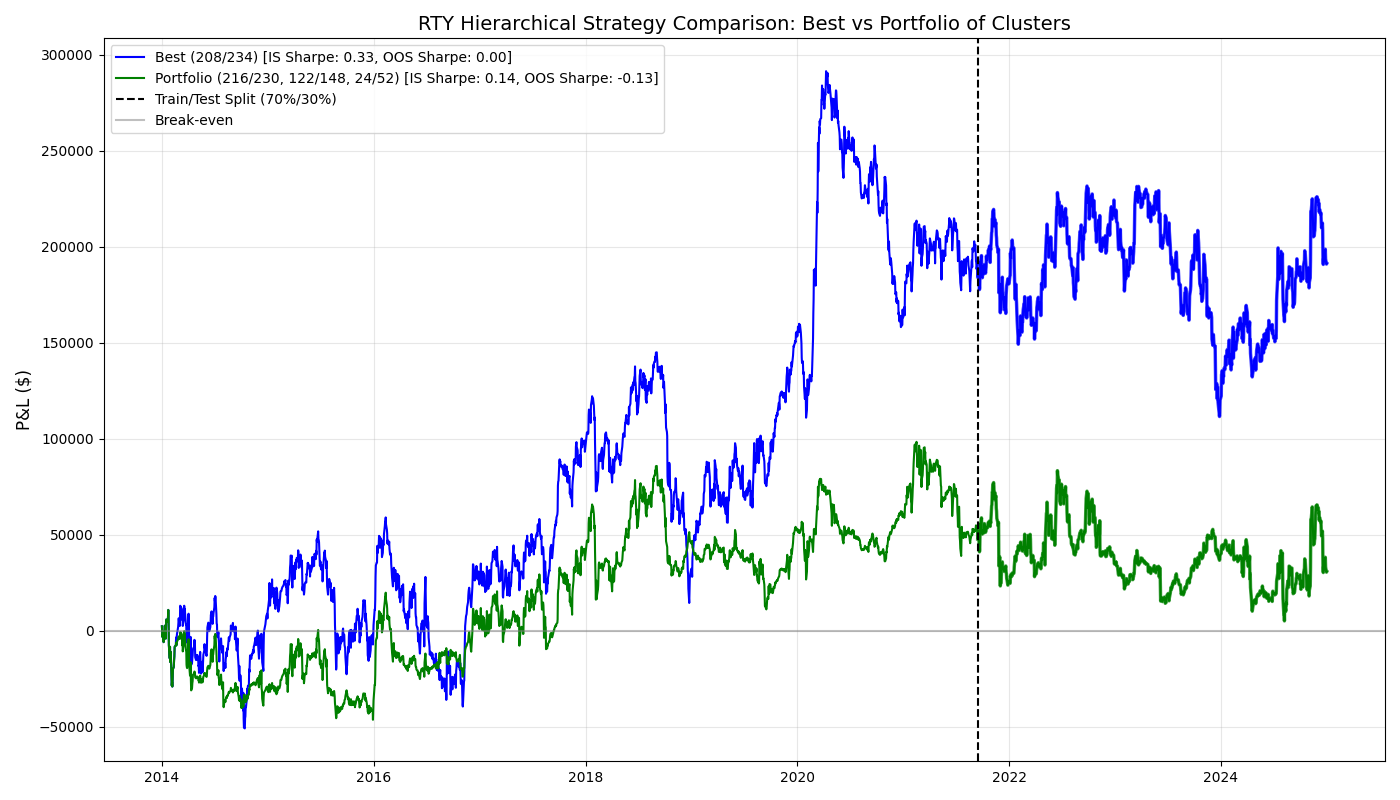 RTY Hierarchical Strategy Comparison: Best vs Portfolio of Clusters
Best (208/234) [IS Sharpe: 0.33, OOS Sharpe: 0.00]
Portfolio (216/230, 122/148, 24/52) [IS Sharpe: 0.14, OOS Sharpe: -0.13]
Train/Test Split (70%/30%)
Break-even
P&L ($)
300000
250000
200000
150000
100000
50000
0
−50000
2014 2016 2018 2020 2022 2024